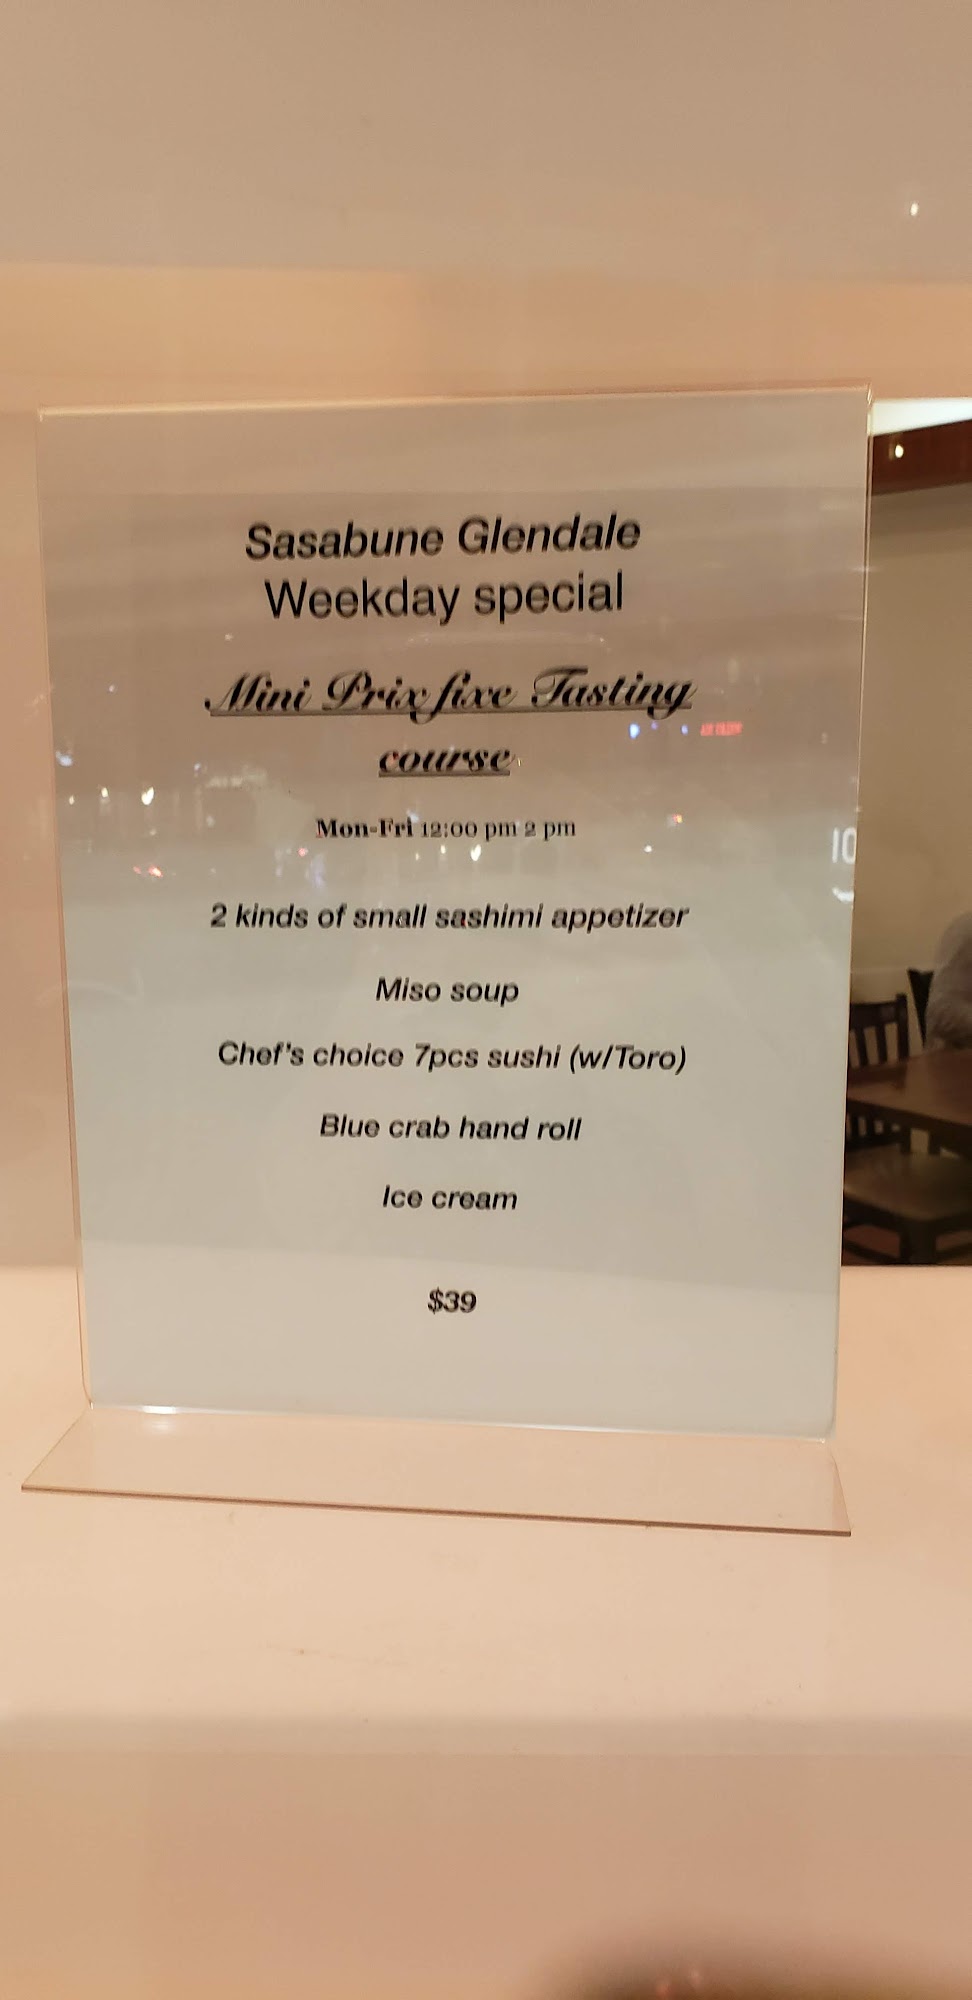 Sasabune Glendale
Weekday special
Mini Prix fixe Tasting
course
Mon-Fri 12:00 pm 2 pm
2 kinds of small sashimi appetizer
Miso soup
Chef's choice 7pcs sushi (w/Toro)
Blue crab hand roll
Ice cream
$39